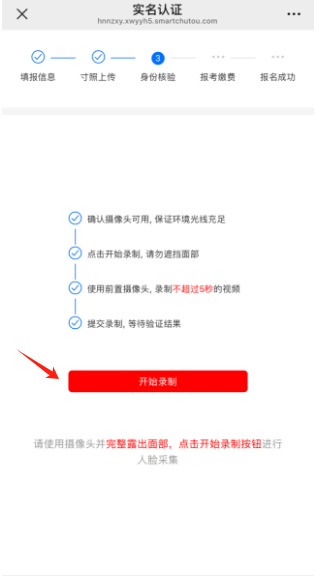 实名认证
hnnzxy.xwyyh5.smartchutou.com
3
填报信息 寸照上传 身份核验 报考缴费 报名成功
确认摄像头可用, 保证环境光线充足
点击开始录制, 请勿遮挡面部
使用前置摄像头, 录制不超过5秒的视频
提交录制, 等待验证结果
开始录制
请使用摄像头并完整露出面部，点击开始录制按钮进行
人脸采集